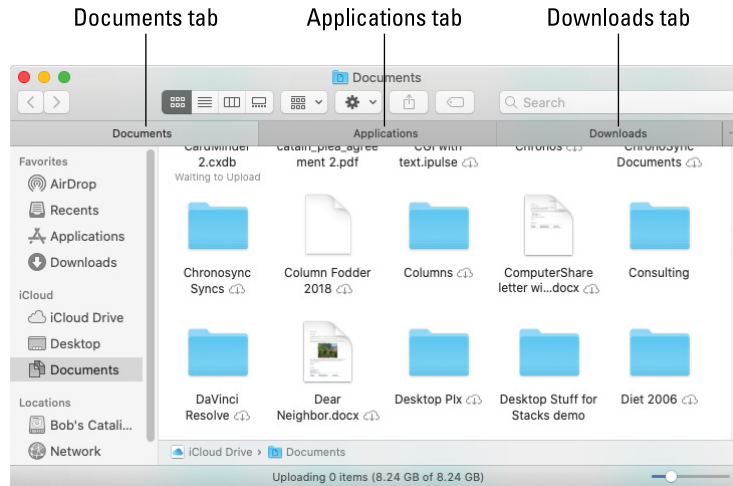 Documents tab Applications tab Downloads tab
Documents
Search
Documents Applications Downloads
Favorites
AirDrop
Recents
Applications
Downloads
iCloud
iCloud Drive
Desktop
Documents
Locations
Bob's Catali...
Network
CardMinder catain_plea_agree CGI with Chronos ChronoSync
2.cxdb ment 2.pdf text.ipulse Documents
Waiting to Upload
Chronosync Column Fodder Columns ComputerShare Consulting
Syncs 2018 letter wi...docx
DaVinci Dear Desktop PIx Desktop Stuff for Diet 2006
Resolve Neighbor.docx Stacks demo
iCloud Drive › Documents
Uploading 0 items (8.24 GB of 8.24 GB)